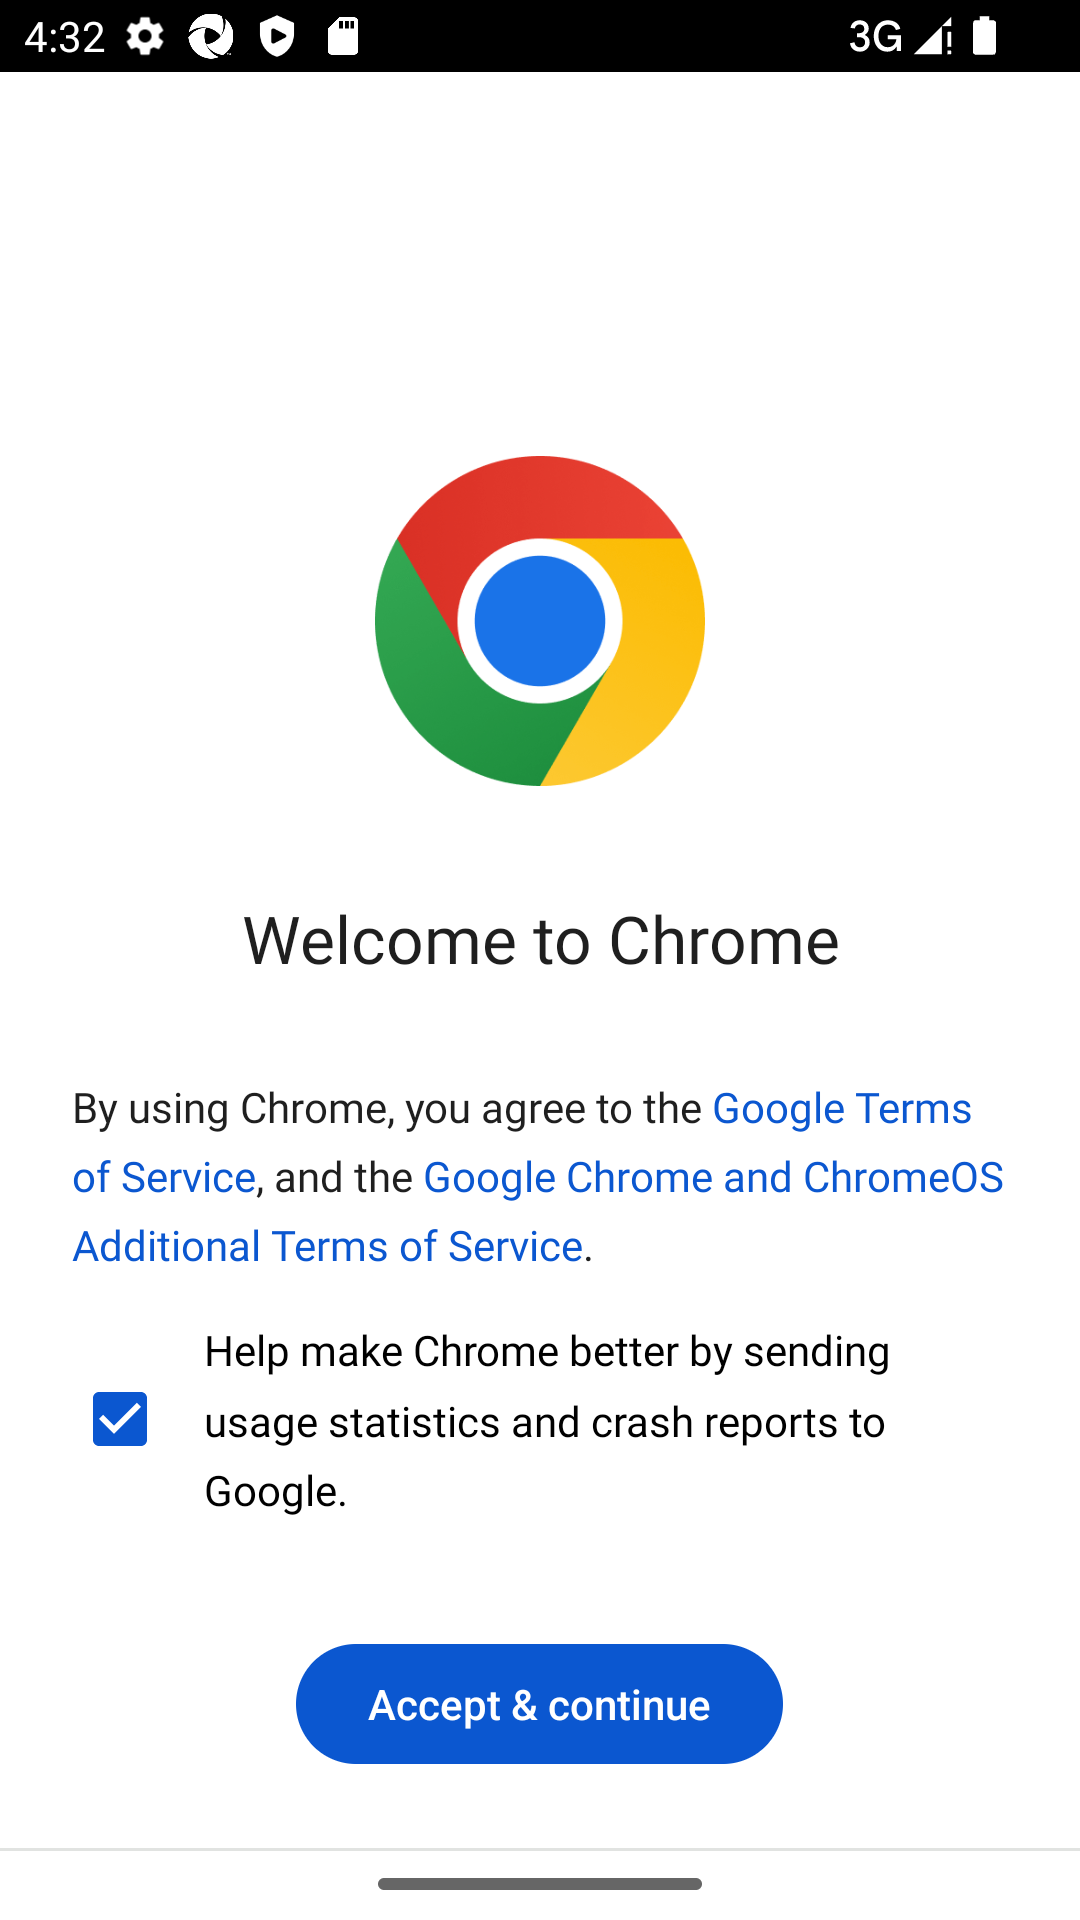 4:32
3G
Welcome to Chrome
By using Chrome, you agree to the Google Terms
of Service, and the Google Chrome and ChromeOS
Additional Terms of Service.
Help make Chrome better by sending
usage statistics and crash reports to
Google.
Accept & continue